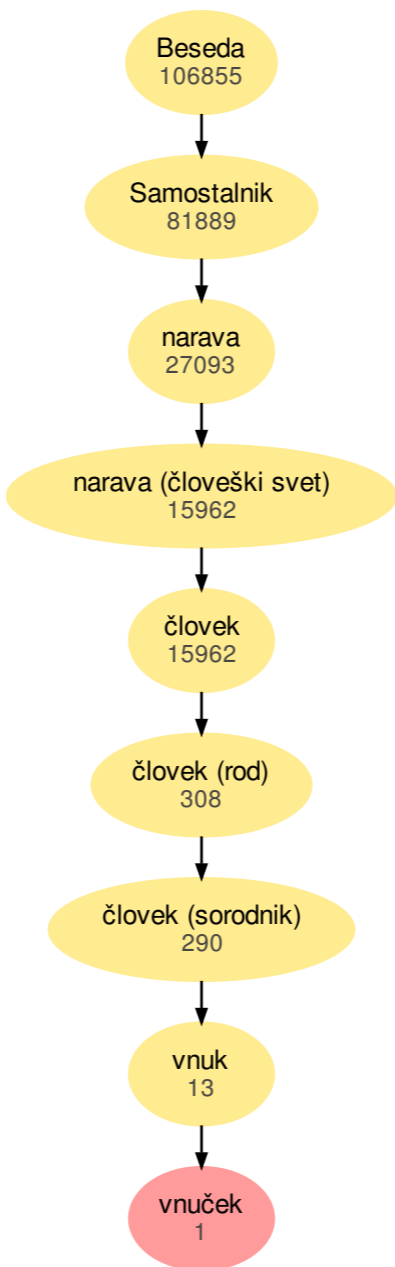 Beseda
106855
Samostalnik
81889
narava
27093
narava (človeški svet)
15962
človek
15962
človek (rod)
308
človek (sorodnik)
290
vnuk
13
vnuček
1